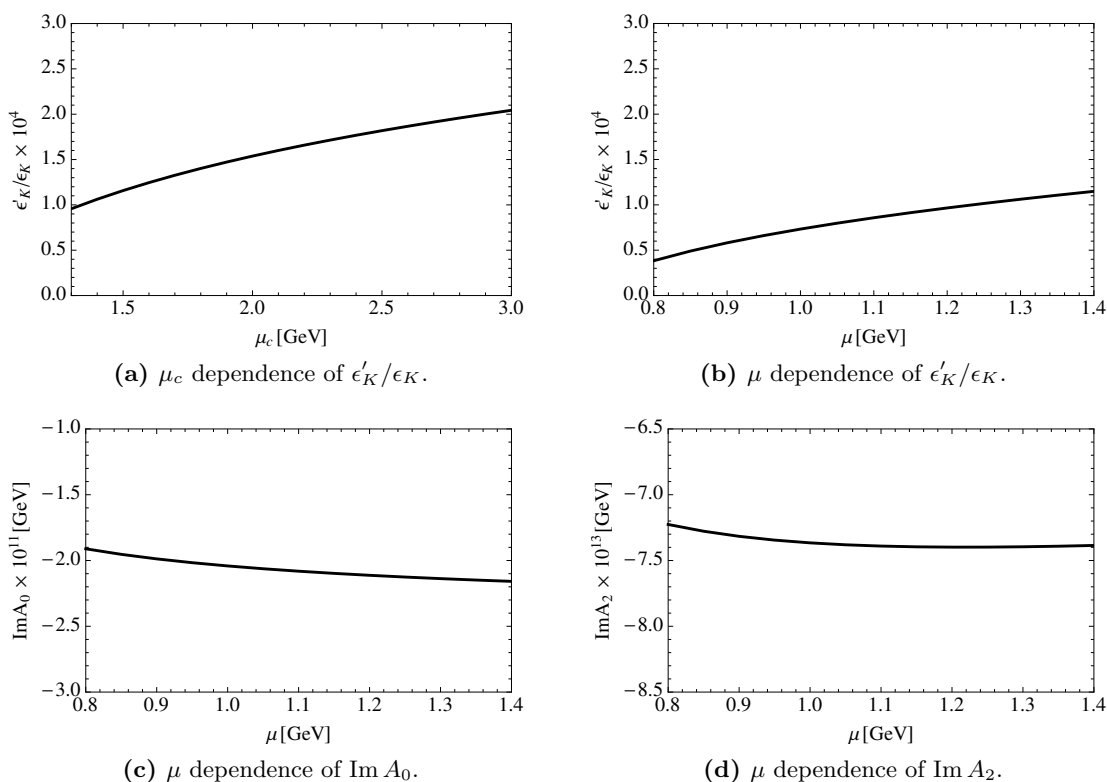 3.0
2.5
2.0
1.5
1.0
0.5
0.0
ϵ′K/ϵK × 10⁴
1.5 2.0 2.5 3.0
μc [GeV]
(a) μc dependence of ϵ′K/ϵK.
3.0
2.5
2.0
1.5
1.0
0.5
0.0
ϵ′K/ϵK × 10⁴
0.8 0.9 1.0 1.1 1.2 1.3 1.4
μ [GeV]
(b) μ dependence of ϵ′K/ϵK.
−1.0
−1.5
−2.0
−2.5
−3.0
ImA₀ × 10¹¹ [GeV]
0.8 0.9 1.0 1.1 1.2 1.3 1.4
μ [GeV]
(c) μ dependence of Im A₀.
−6.5
−7.0
−7.5
−8.0
−8.5
ImA₂ × 10¹³ [GeV]
0.8 0.9 1.0 1.1 1.2 1.3 1.4
μ [GeV]
(d) μ dependence of Im A₂.